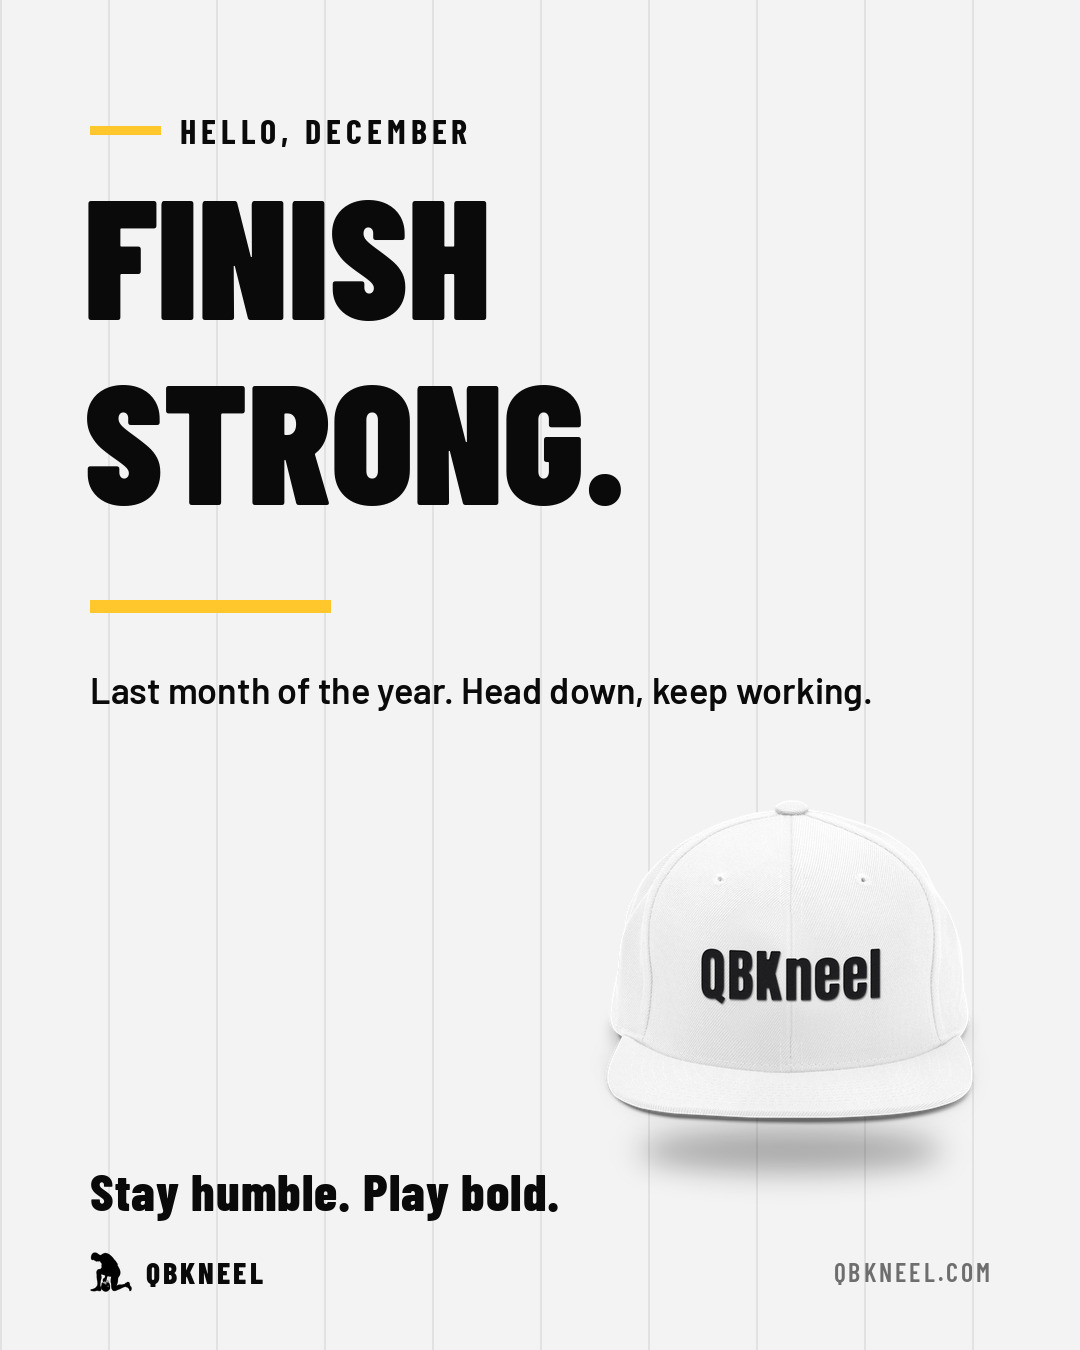 HELLO, DECEMBER
FINISH
STRONG.
Last month of the year. Head down, keep working.
QBKneel
Stay humble. Play bold.
QBKNEEL
QBKNEEL.COM